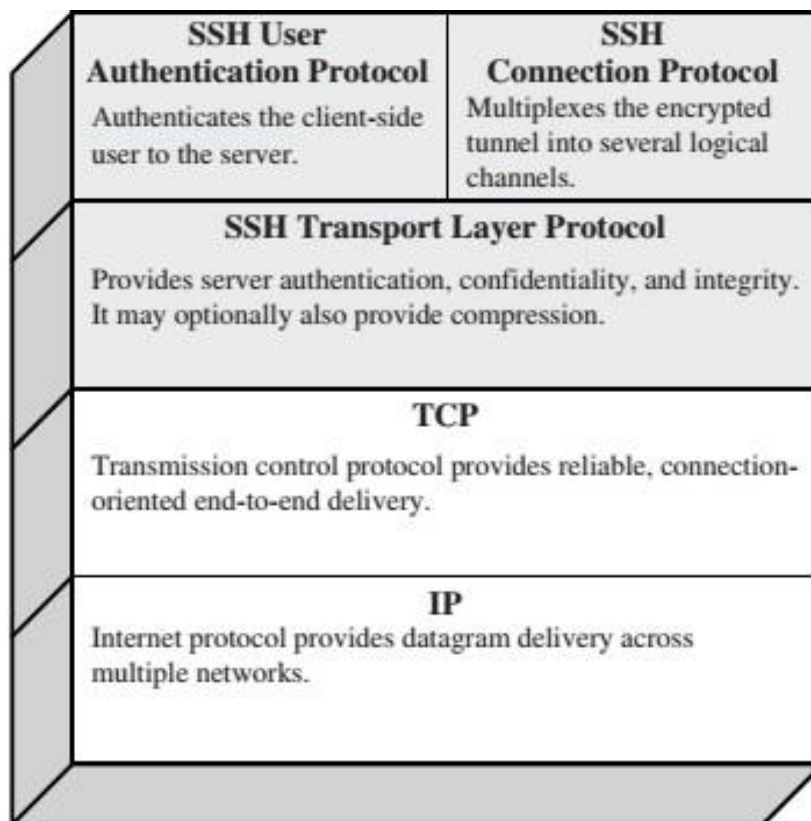 SSH User
Authentication Protocol
Authenticates the client-side
user to the server.
SSH
Connection Protocol
Multiplexes the encrypted
tunnel into several logical
channels.
SSH Transport Layer Protocol
Provides server authentication, confidentiality, and integrity.
It may optionally also provide compression.
TCP
Transmission control protocol provides reliable, connection-
oriented end-to-end delivery.
IP
Internet protocol provides datagram delivery across
multiple networks.